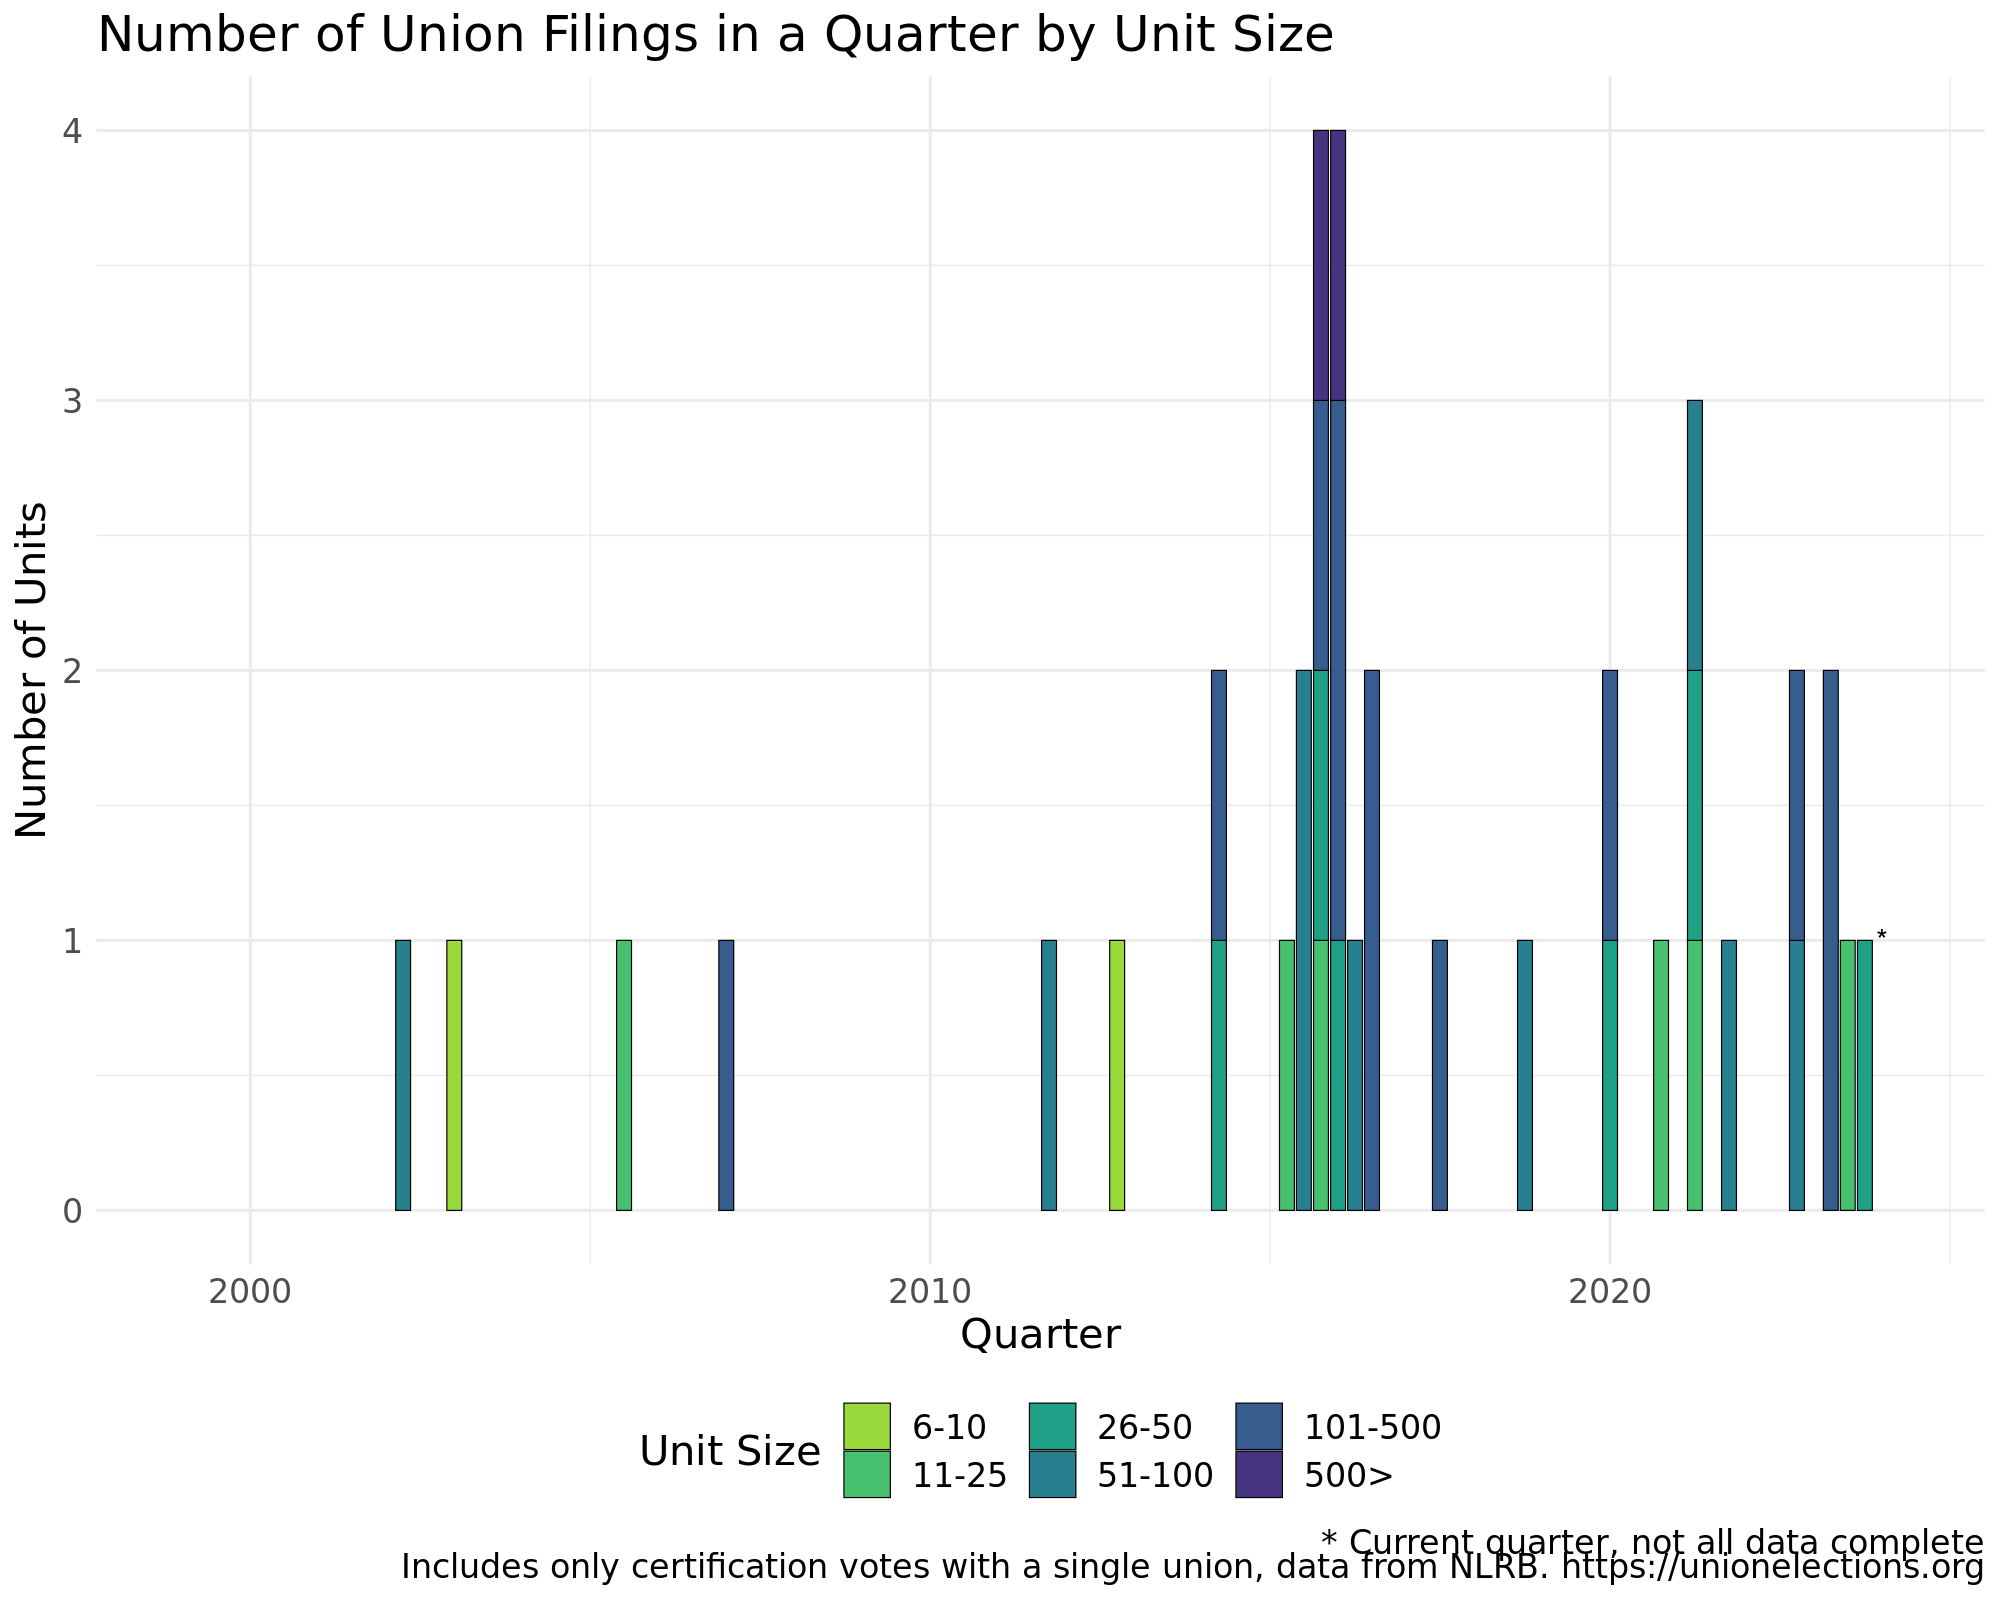 Number of Union Filings in a Quarter by Unit Size
Number of Units
4
3
2
1
0
*
2000 2010 2020
Quarter
Unit Size
6-10 26-50 101-500
11-25 51-100 500>
* Current quarter, not all data complete
Includes only certification votes with a single union, data from NLRB. https://unionelections.org